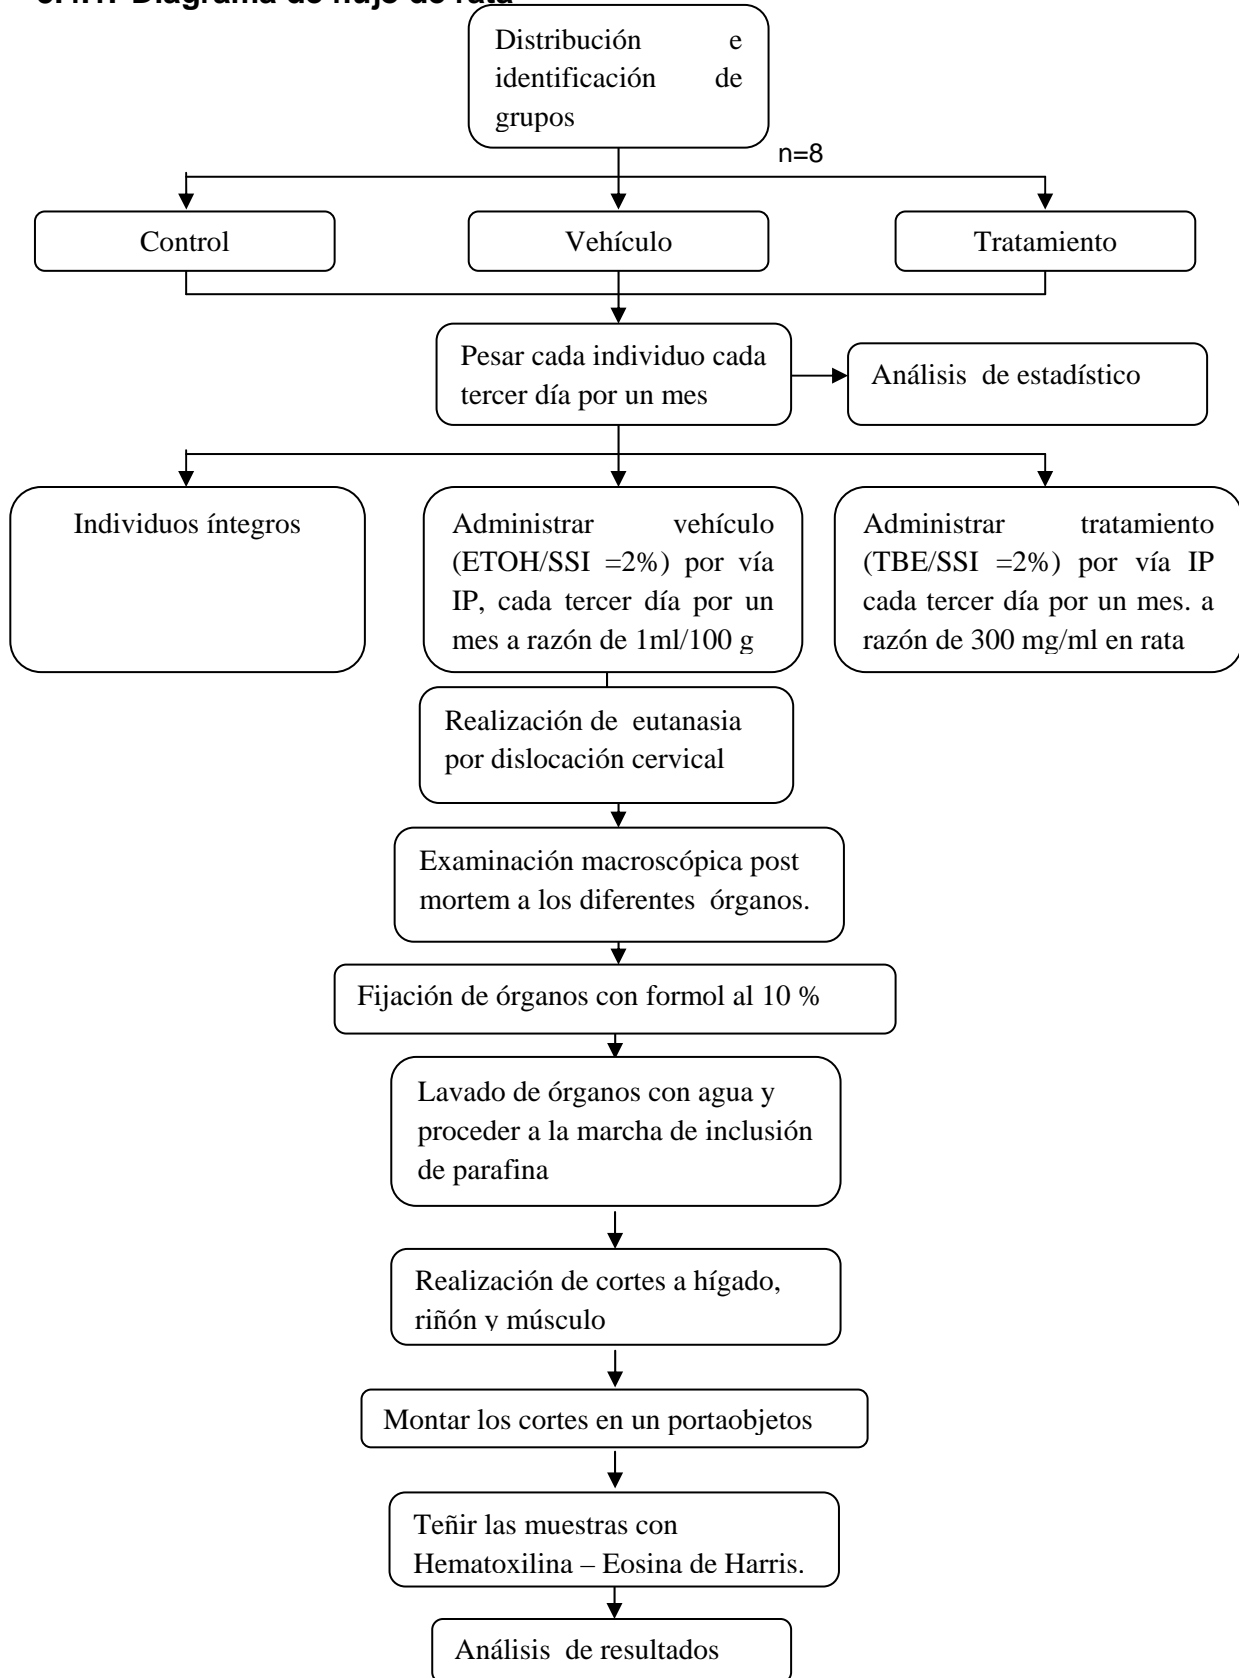 Diagrama de flujo de rata
Distribución e
identificación de
grupos
n=8
Control
Vehículo
Tratamiento
Pesar cada individuo cada
tercer día por un mes
Análisis de estadístico
Individuos íntegros
Administrar vehículo
(ETOH/SSI =2%) por vía
IP, cada tercer día por un
mes a razón de 1ml/100 g
Administrar tratamiento
(TBE/SSI =2%) por vía IP
cada tercer día por un mes. a
razón de 300 mg/ml en rata
Realización de eutanasia
por dislocación cervical
Examinación macroscópica post
mortem a los diferentes órganos.
Fijación de órganos con formol al 10 %
Lavado de órganos con agua y
proceder a la marcha de inclusión
de parafina
Realización de cortes a hígado,
riñón y músculo
Montar los cortes en un portaobjetos
Teñir las muestras con
Hematoxilina – Eosina de Harris.
Análisis de resultados